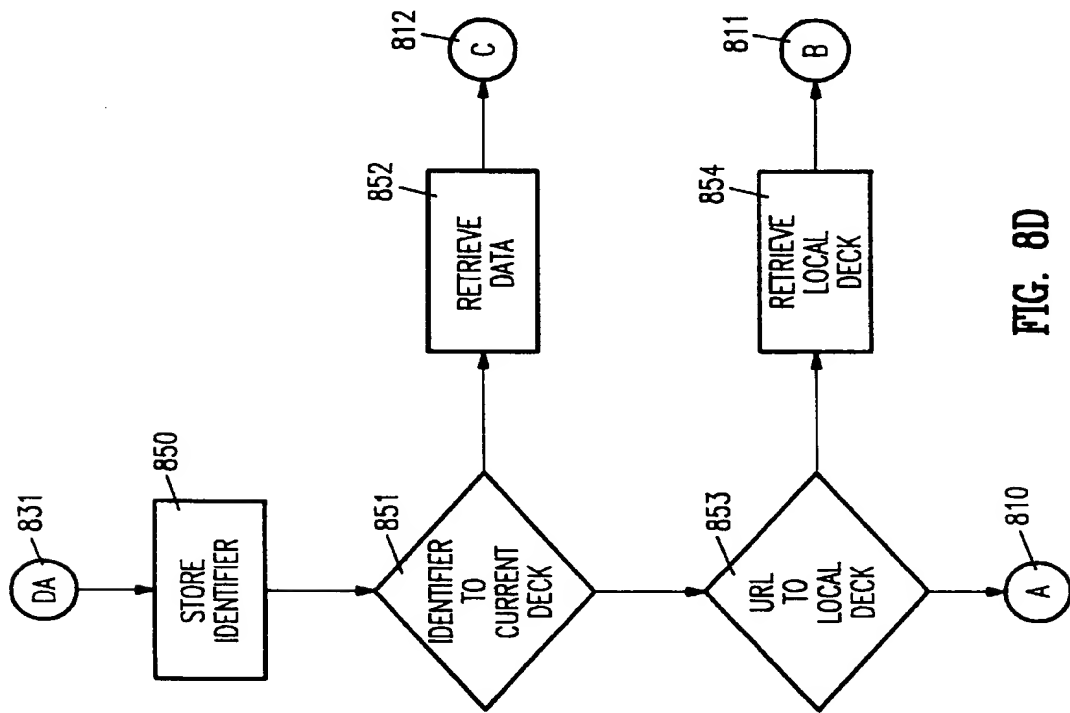 DA
831
STORE
IDENTIFIER
850
IDENTIFIER
TO
CURRENT
DECK
851
RETRIEVE
DATA
852
C
812
URL
TO
LOCAL
DECK
853
RETRIEVE
LOCAL
DECK
854
B
811
A
810
FIG. 8D